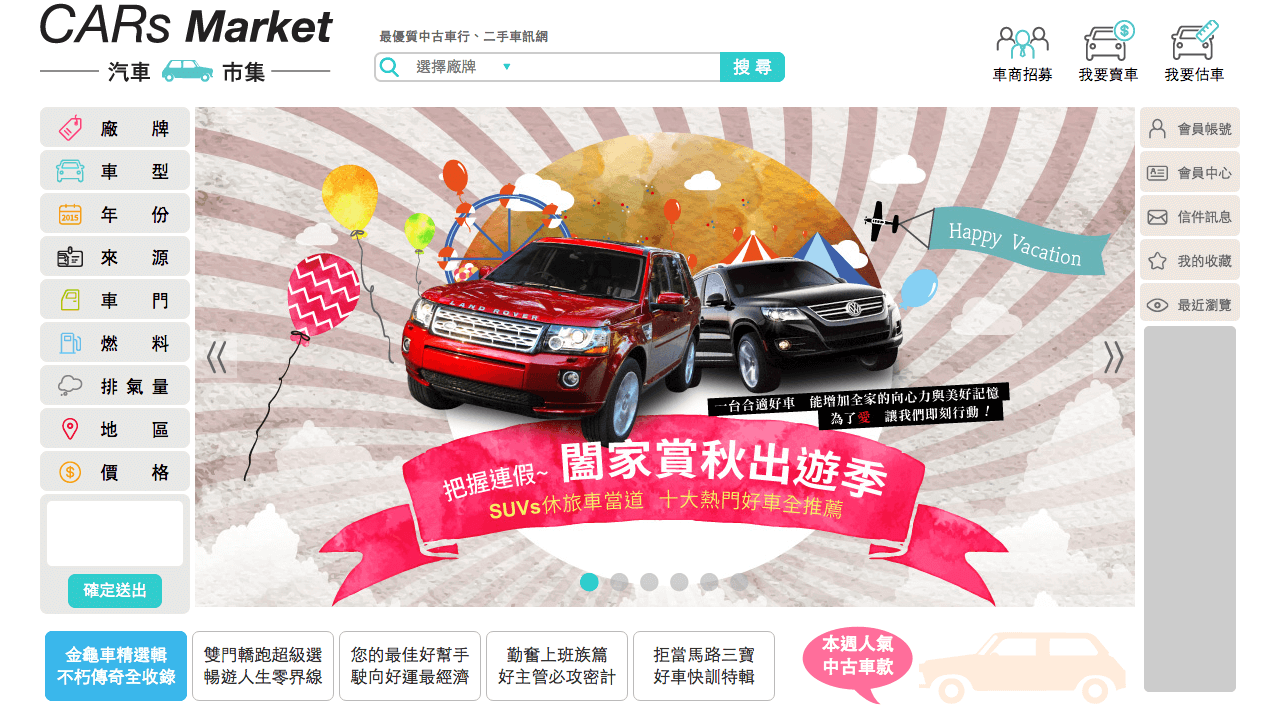 CARs Market
汽車 市集
最優質中古車行、二手車訊網
選擇廠牌 ▼
搜尋
車商招募
我要賣車
我要估車
廠牌
車型
2015
年份
來源
車門
燃料
排氣量
地區
價格
確定送出
Happy Vacation
LAND ROVER
一台合適好車 能增加全家的向心力與美好記憶
為了愛 讓我們即刻行動！
把握連假~ 闔家賞秋出遊季
SUVs休旅車當道 十大熱門好車全推薦
會員帳號
會員中心
信件訊息
我的收藏
最近瀏覽
金龜車精選輯
不朽傳奇全收錄
雙門轎跑超級選
暢遊人生零界線
您的最佳好幫手
駛向好運最經濟
勤奮上班族篇
好主管必攻密計
拒當馬路三寶
好車快訓特輯
本週人氣
中古車款